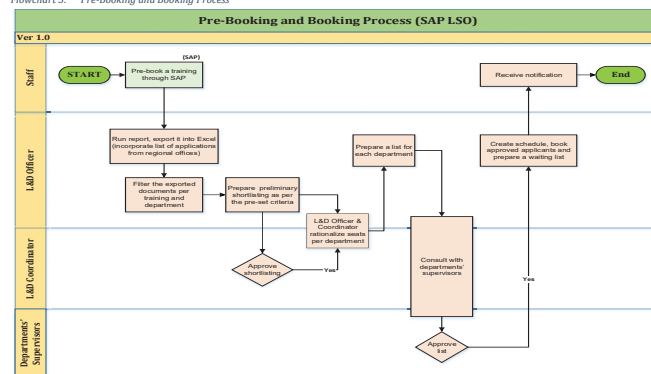 Flowchart 3: Pre-Booking and Booking Process
Pre-Booking and Booking Process (SAP LSO)
Ver 1.0
Staff
START
(SAP)
Pre-book a training
through SAP
Receive notification
End
L&D Officer
Run report, export it into Excel
(incorporate list of applications
from regional offices)
Filter the exported
documents per
training and
department
Prepare preliminary
shortlisting as per
the pre-set criteria
L&D Officer &
Coordinator
rationalize seats
per department
Prepare a list for
each department
Create schedule, book
approved applicants and
prepare a waiting list
L&D Coordinator
Approve
shortlisting
Yes
Consult with
departments'
supervisors
Yes
Departments'
Supervisors
Approve
list